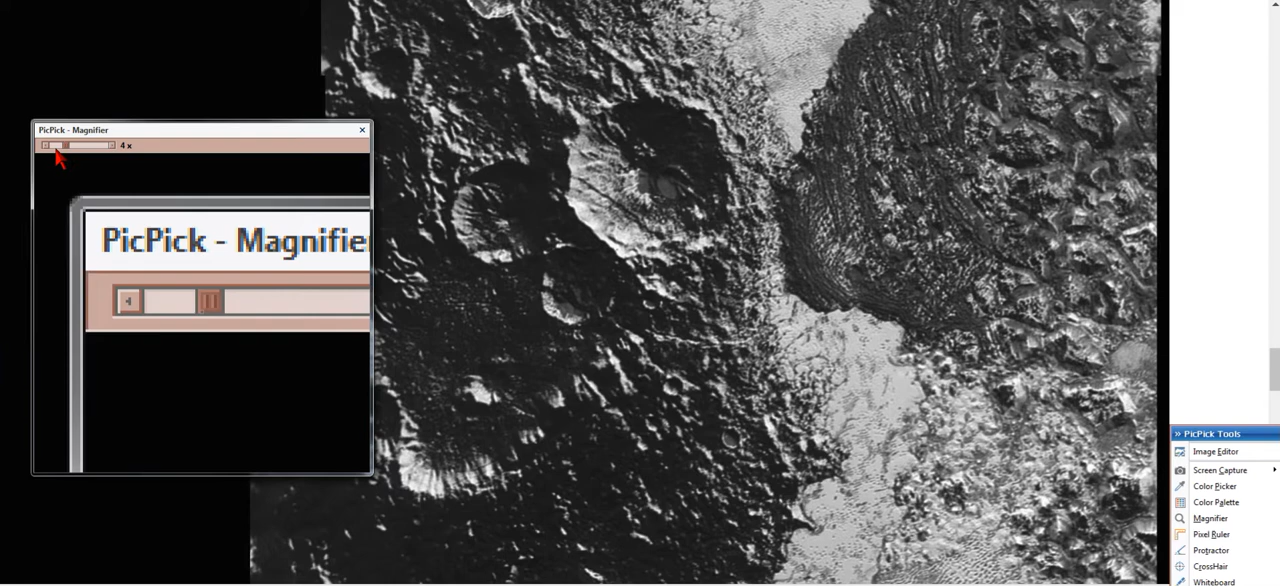 PicPick - Magnifier
4 x
PicPick - Magnifier
PicPick Tools
Image Editor
Screen Capture
Color Picker
Color Palette
Magnifier
Pixel Ruler
Protractor
CrossHair
Whiteboard